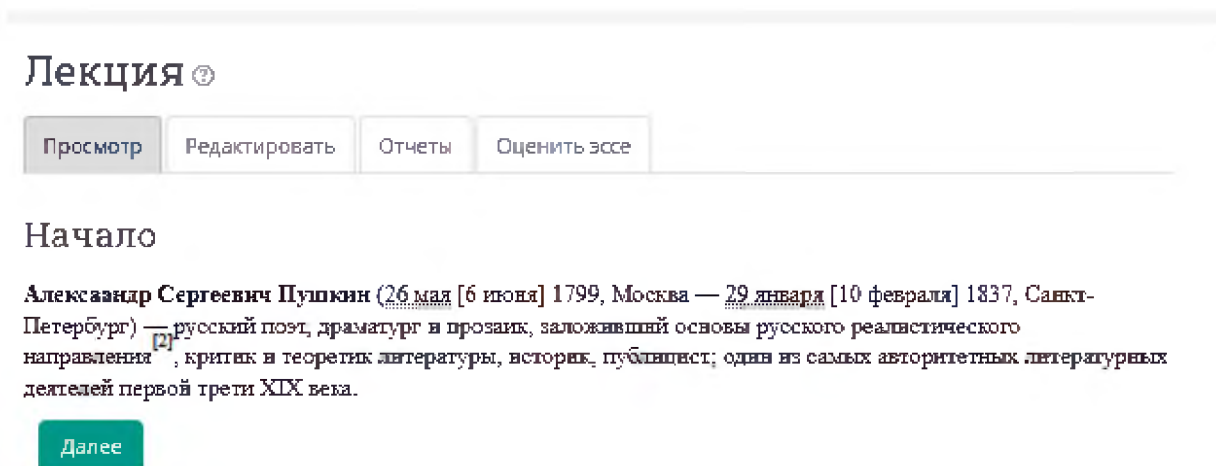 Лекция
Просмотр Редактировать Отчеты Оценить эссе
Начало
Александр Сергеевич Пушкин (26 мая [6 июня] 1799, Москва — 29 января [10 февраля] 1837, Санкт-
Петербург) — русский поэт, драматург и прозаик, заложивший основы русского реалистического
направления[2], критик и теоретик литературы, историк, публицист; один из самых авторитетных литературных
деятелей первой трети XIX века.
Далее